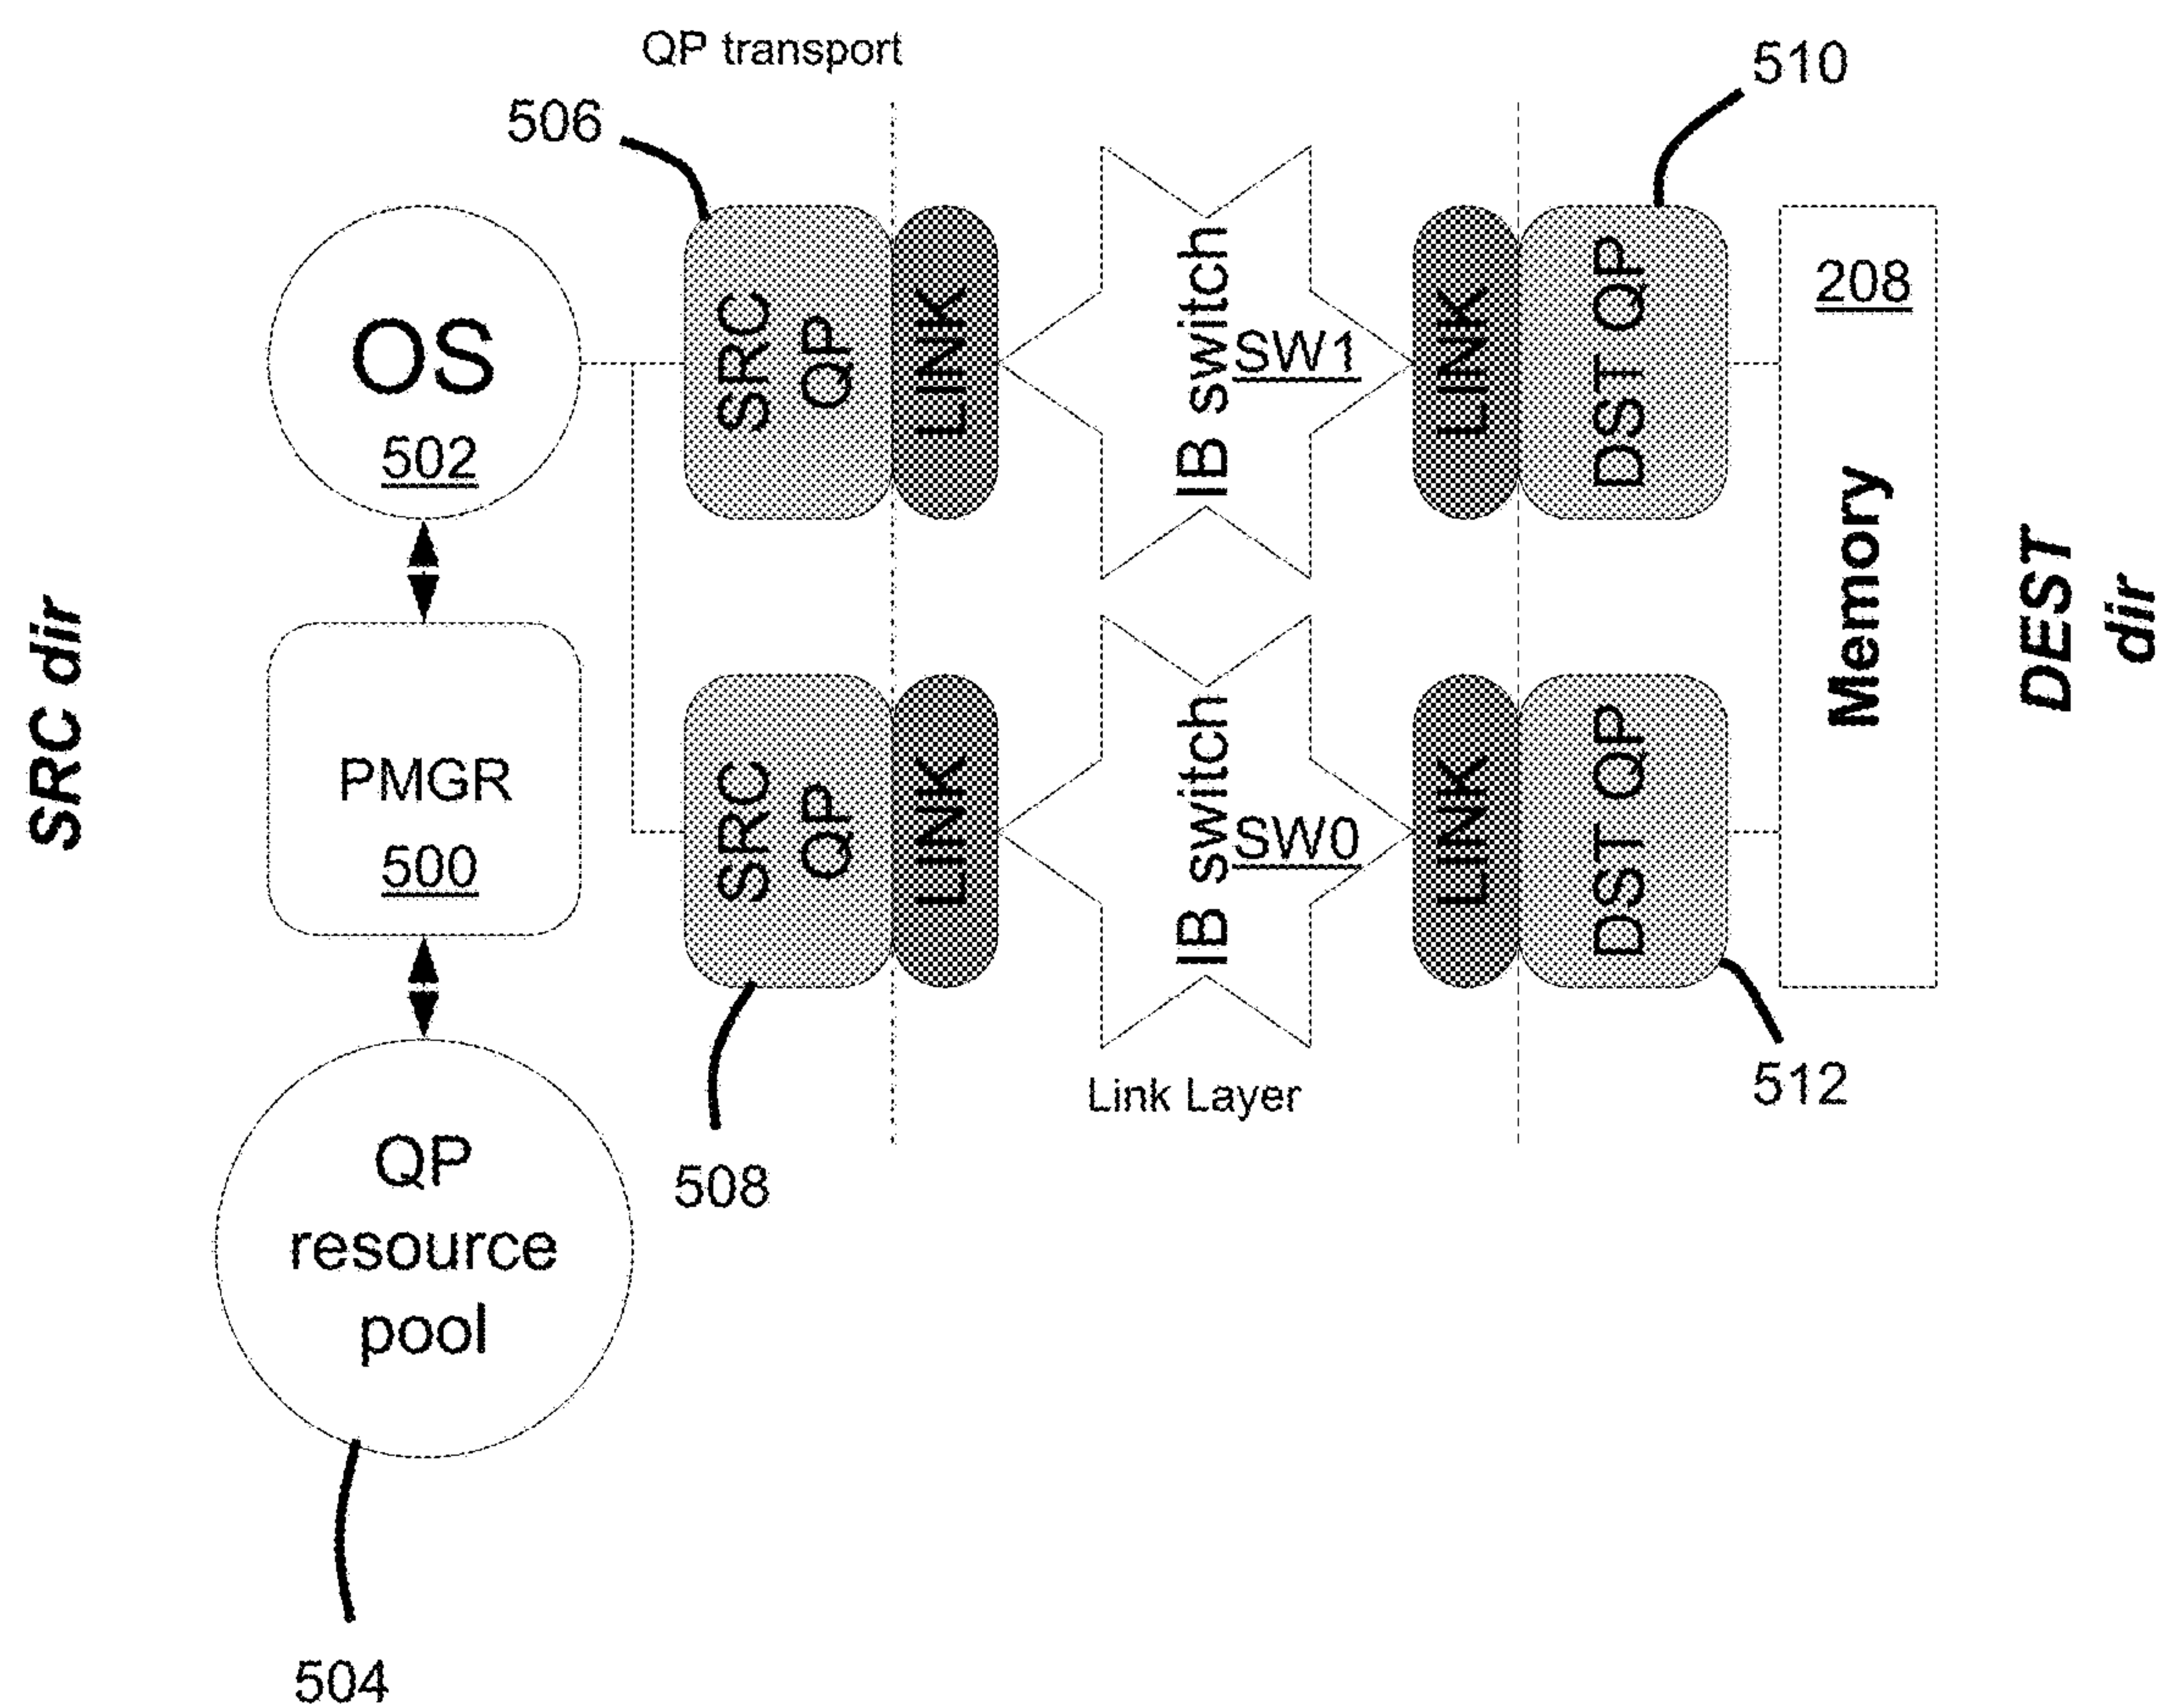 QP transport
510
506
OS
502
SRC
QP
LINK
IB switch
SW1
LINK
DST QP
208
Memory
DEST
dir
SRC dir
PMGR
500
SRC
QP
LINK
IB switch
SW0
LINK
DST QP
512
Link Layer
508
QP
resource
pool
504